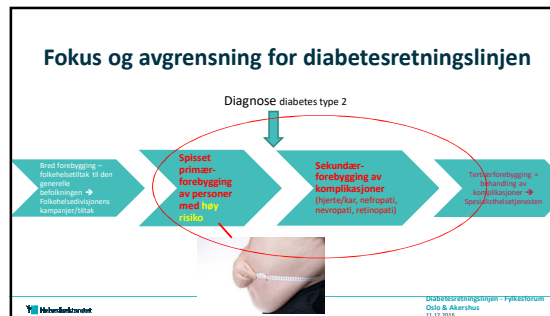 Fokus og avgrensning for diabetesretningslinjen
Diagnose diabetes type 2
Bred forebygging –
folkehelsetiltak til den
generelle
befolkningen →
Folkehelsedivisjonens
kampanjer/tiltak
Spisset
primær-
forebygging
av personer
med høy
risiko
Sekundær-
forebygging av
komplikasjoner
(hjerte/kar, nefropati,
nevropati, retinopati)
Tertiærforebygging =
behandling av
komplikasjoner →
Spesialisthelsetjenesten
Helsedirektoratet
Diabetesretningslinjen - Fylkesforum
Oslo & Akershus
11.12.2016